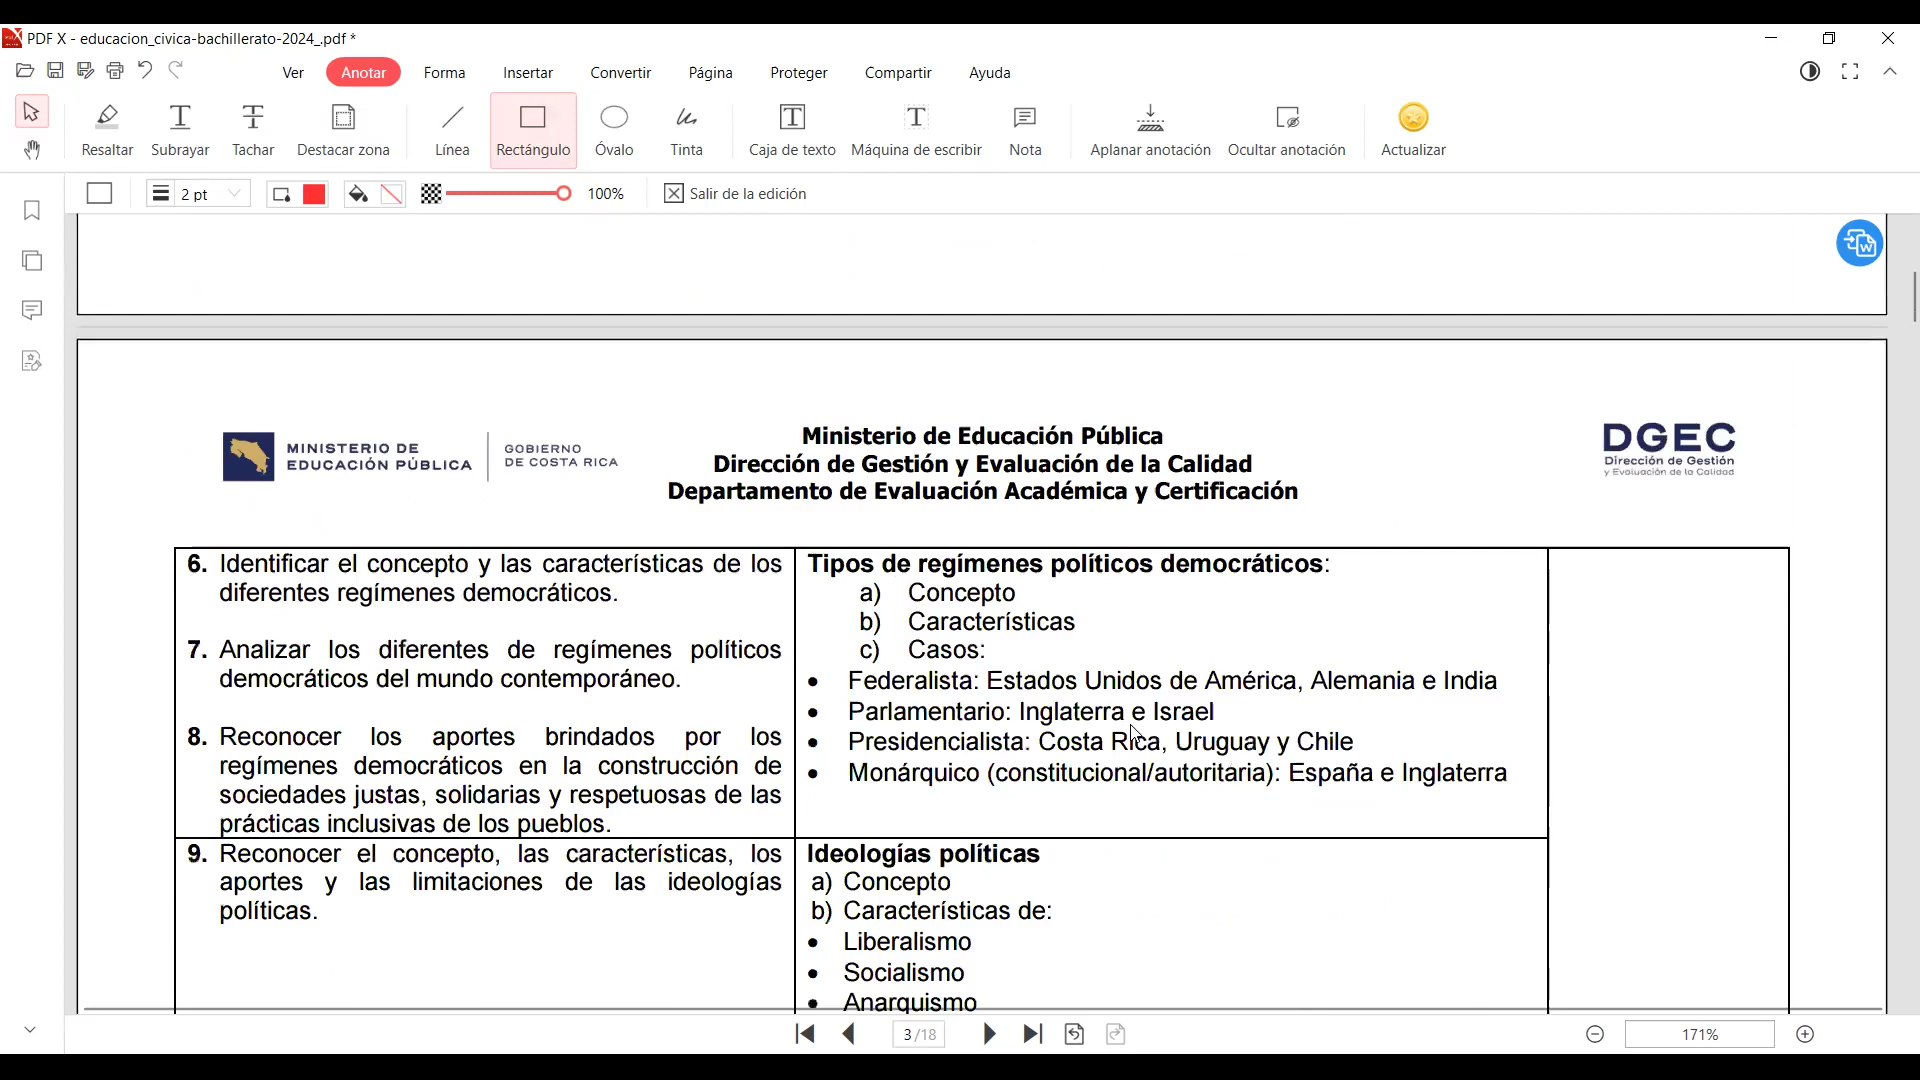 PDF X - educacion_civica-bachillerato-2024_.pdf *
Ver Anotar Forma Insertar Convertir Página Proteger Compartir Ayuda
Resaltar Subrayar Tachar Destacar zona Línea Rectángulo Óvalo Tinta Caja de texto Máquina de escribir Nota Aplanar anotación Ocultar anotación Actualizar
2 pt 100% Salir de la edición
MINISTERIO DE
EDUCACIÓN PÚBLICA
GOBIERNO
DE COSTA RICA
Ministerio de Educación Pública
Dirección de Gestión y Evaluación de la Calidad
Departamento de Evaluación Académica y Certificación
DGEC
Dirección de Gestión
y Evaluación de la Calidad
6. Identificar el concepto y las características de los
diferentes regímenes democráticos.
7. Analizar los diferentes de regímenes políticos
democráticos del mundo contemporáneo.
8. Reconocer los aportes brindados por los
regímenes democráticos en la construcción de
sociedades justas, solidarias y respetuosas de las
prácticas inclusivas de los pueblos.
Tipos de regímenes políticos democráticos:
a) Concepto
b) Características
c) Casos:
• Federalista: Estados Unidos de América, Alemania e India
• Parlamentario: Inglaterra e Israel
• Presidencialista: Costa Rica, Uruguay y Chile
• Monárquico (constitucional/autoritaria): España e Inglaterra
9. Reconocer el concepto, las características, los
aportes y las limitaciones de las ideologías
políticas.
Ideologías políticas
a) Concepto
b) Características de:
• Liberalismo
• Socialismo
• Anarquismo
3 /18
171%